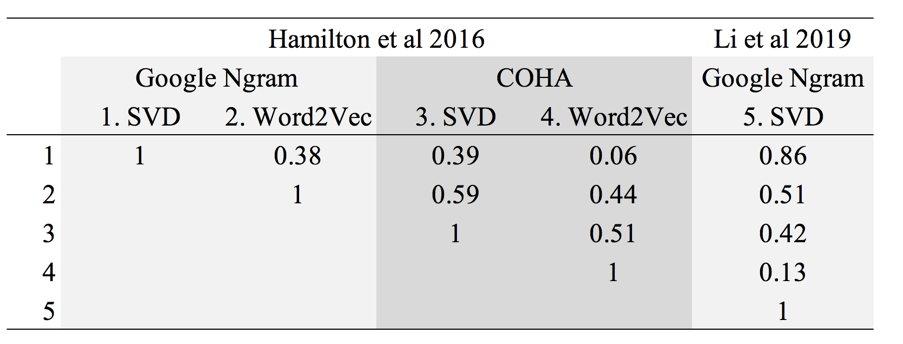 Hamilton et al 2016 Li et al 2019
Google Ngram COHA Google Ngram
1. SVD 2. Word2Vec 3. SVD 4. Word2Vec 5. SVD
1 1 0.38 0.39 0.06 0.86
2 1 0.59 0.44 0.51
3 1 0.51 0.42
4 1 0.13
5 1